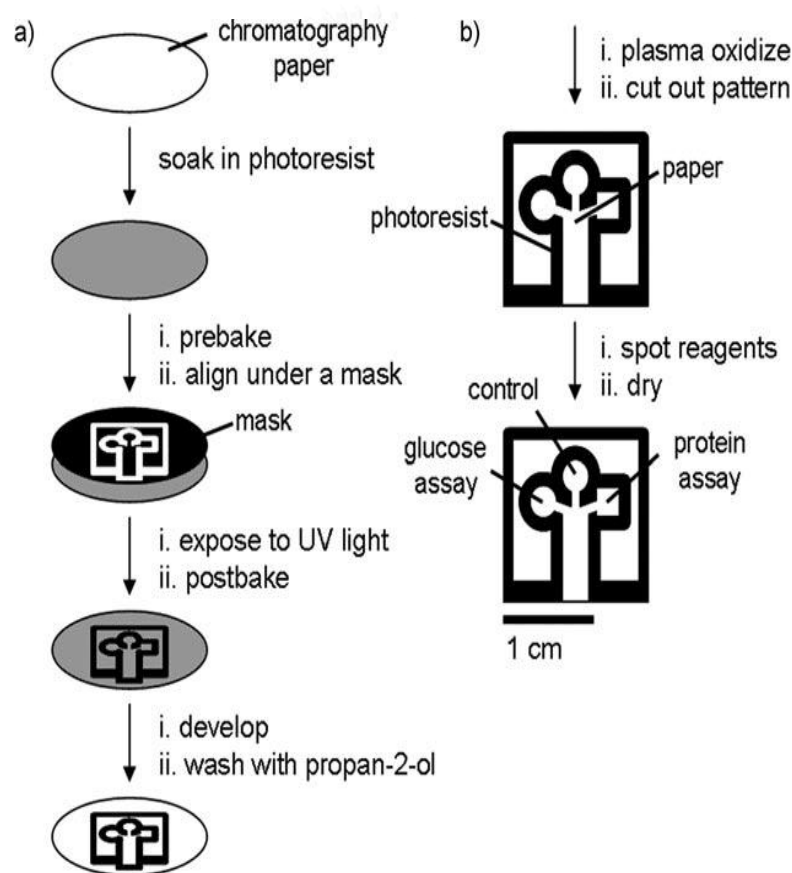 a)
chromatography
paper
soak in photoresist
i. prebake
ii. align under a mask
mask
i. expose to UV light
ii. postbake
i. develop
ii. wash with propan-2-ol
b)
i. plasma oxidize
ii. cut out pattern
paper
photoresist
i. spot reagents
ii. dry
control
glucose
assay
protein
assay
1 cm